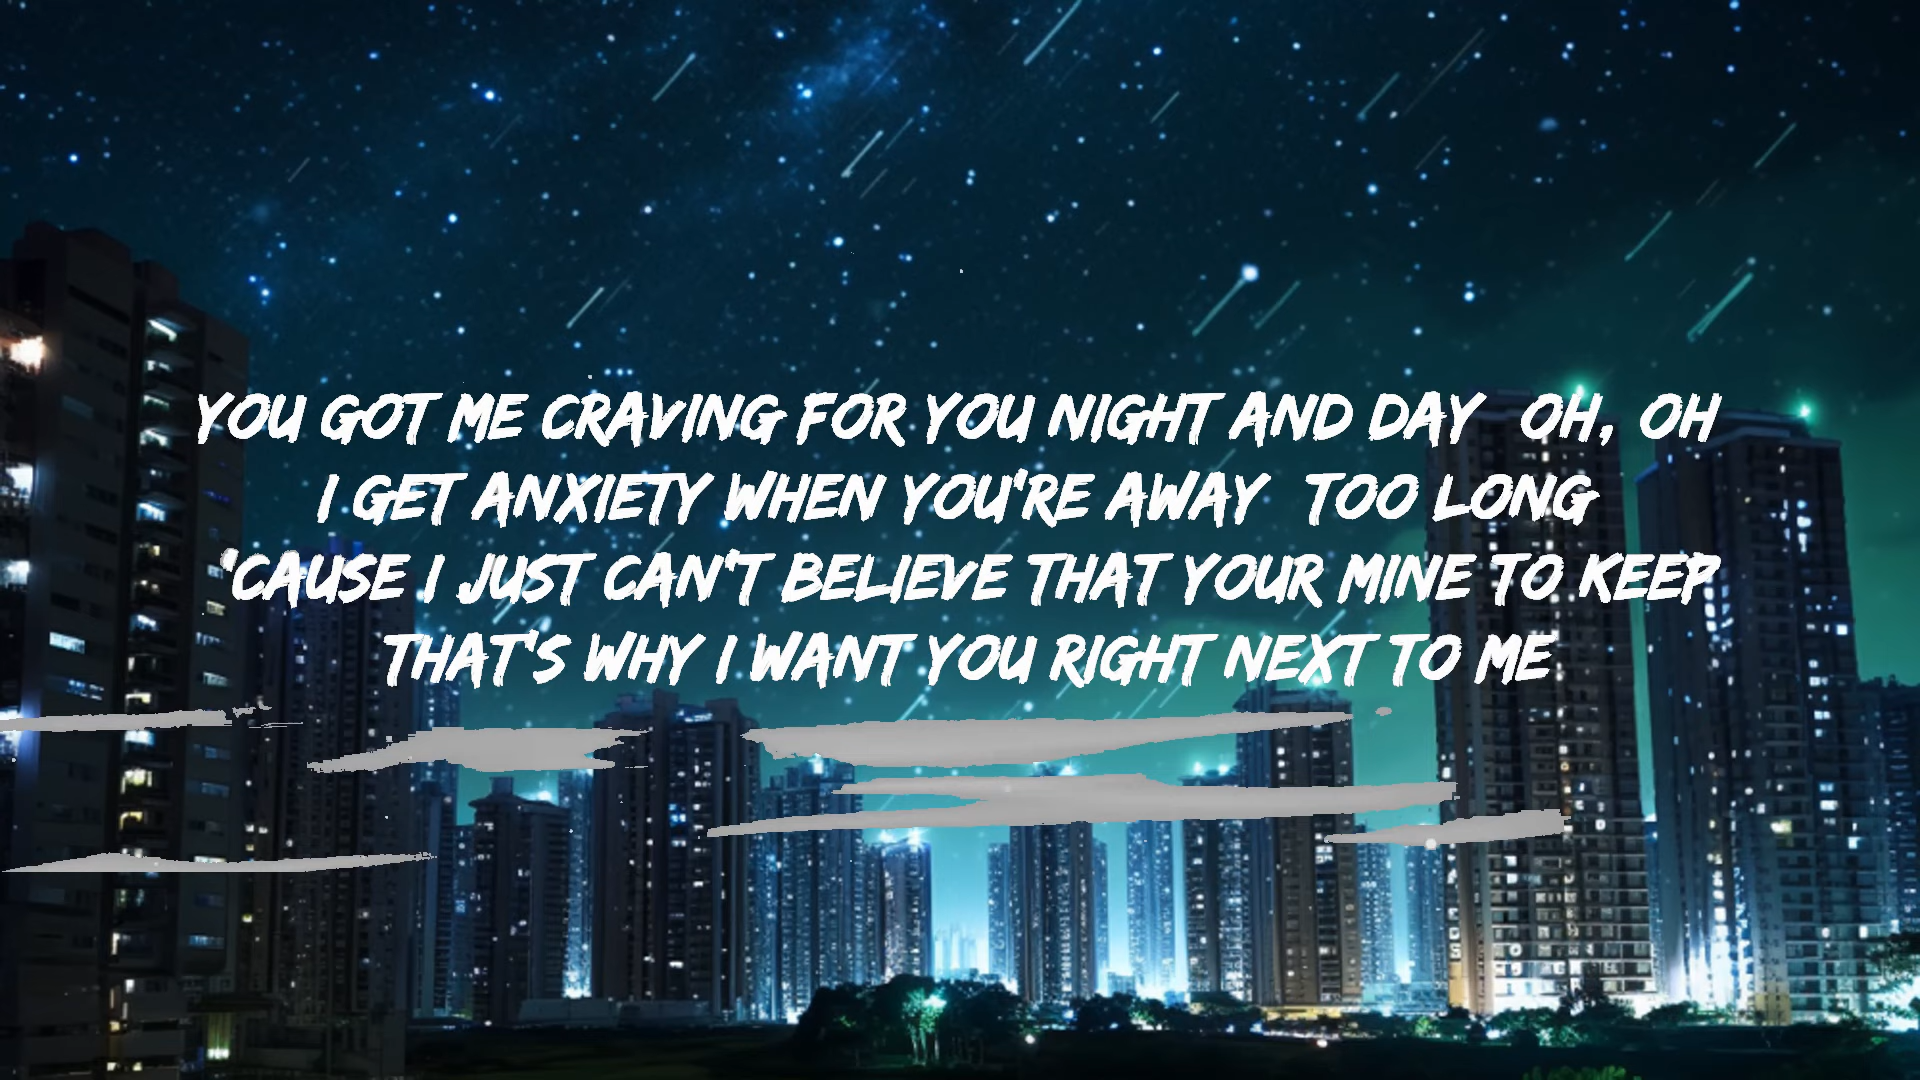 YOU GOT ME CRAVING FOR YOU NIGHT AND DAY  OH, OH
I GET ANXIETY WHEN YOU'RE AWAY  TOO LONG
'CAUSE I JUST CAN'T BELIEVE THAT YOUR MINE TO KEEP
THAT'S WHY I WANT YOU RIGHT NEXT TO ME